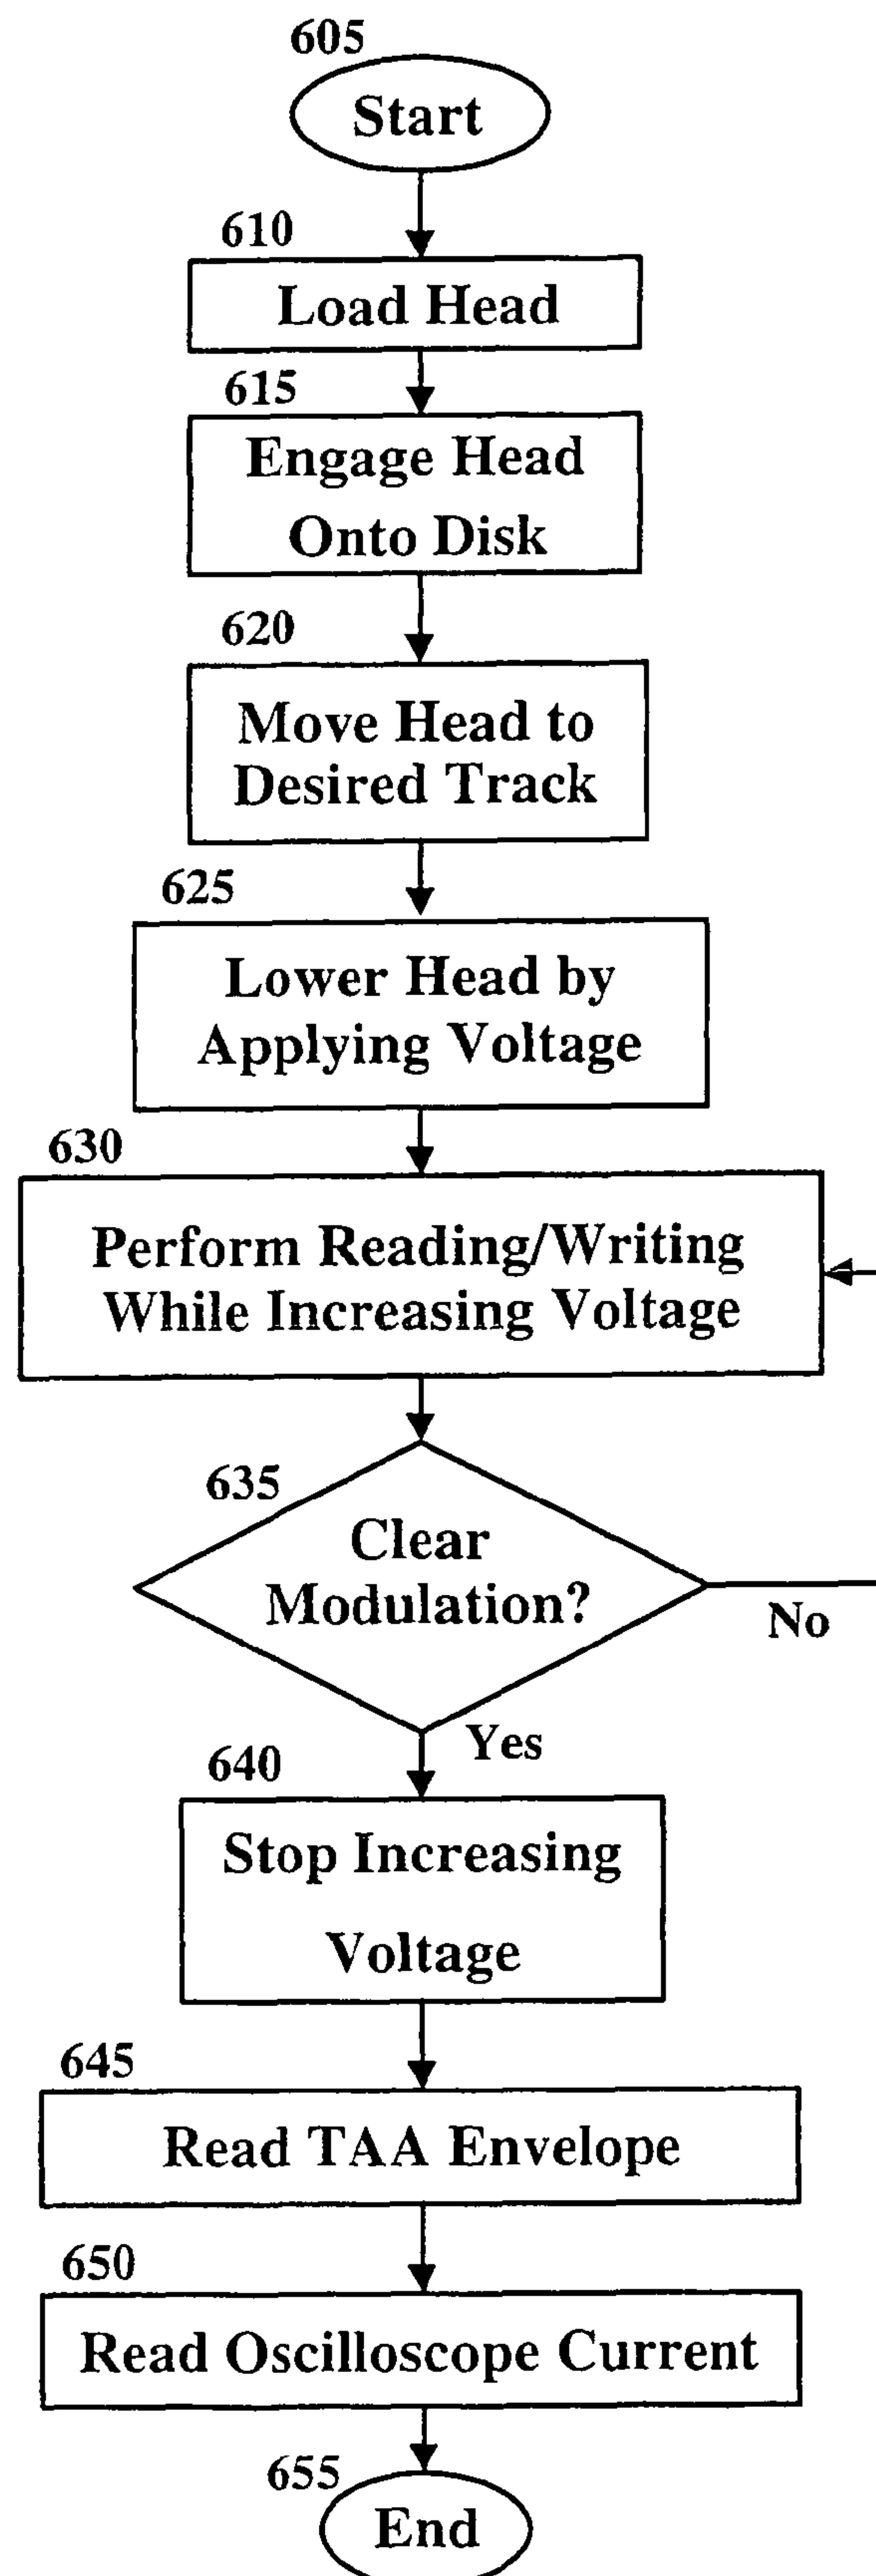 605
Start
610
Load Head
615
Engage Head
Onto Disk
620
Move Head to
Desired Track
625
Lower Head by
Applying Voltage
630
Perform Reading/Writing
While Increasing Voltage
635
Clear
Modulation?
No
Yes
640
Stop Increasing
Voltage
645
Read TAA Envelope
650
Read Oscilloscope Current
655
End